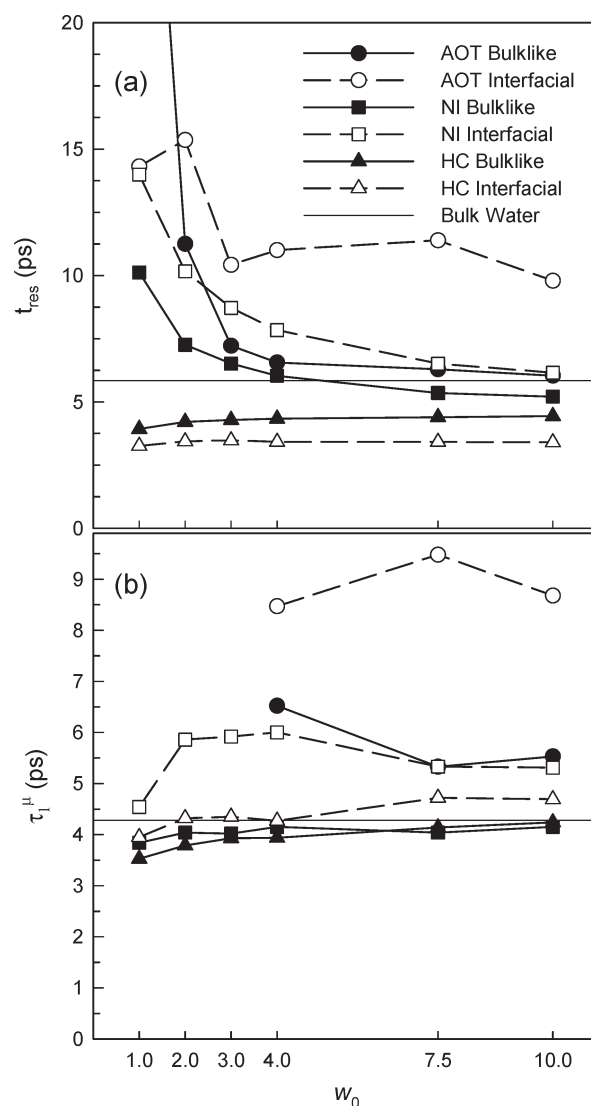 20
15
10
5
0
t_res (ps)
(a)
AOT Bulklike
AOT Interfacial
NI Bulklike
NI Interfacial
HC Bulklike
HC Interfacial
Bulk Water
9
8
7
6
5
4
3
2
1
0
τ₁^μ (ps)
(b)
1.0 2.0 3.0 4.0 7.5 10.0
w₀